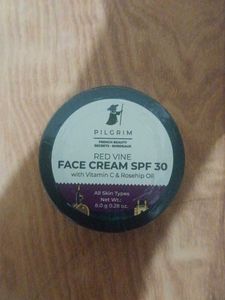 PILGRIM
FRENCH BEAUTY
SECRETS - BORDEAUX
RED VINE
FACE CREAM SPF 30
with Vitamin C & Rosehip Oil
All Skin Types
Net Wt.:
8.0 g 0.28 oz.